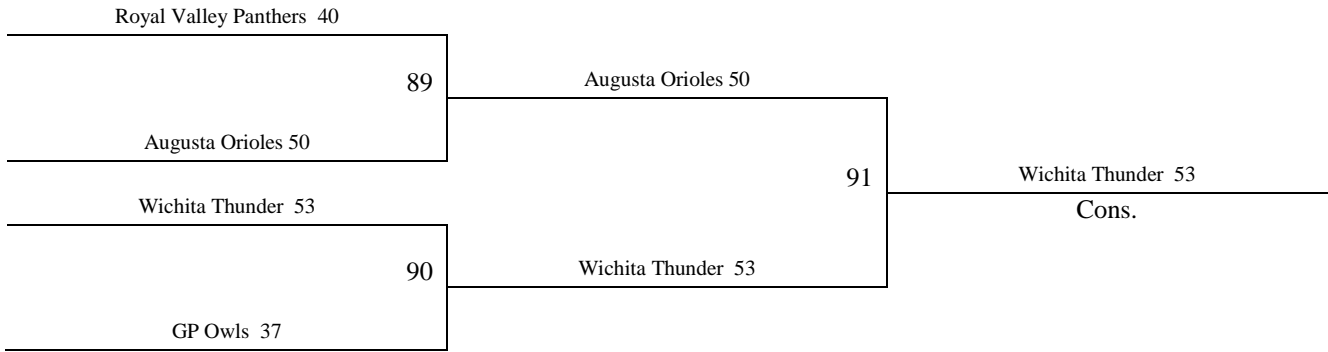 Royal Valley Panthers 40
89
Augusta Orioles 50
Augusta Orioles 50
91
Wichita Thunder 53
Cons.
Wichita Thunder 53
90
Wichita Thunder 53
GP Owls 37